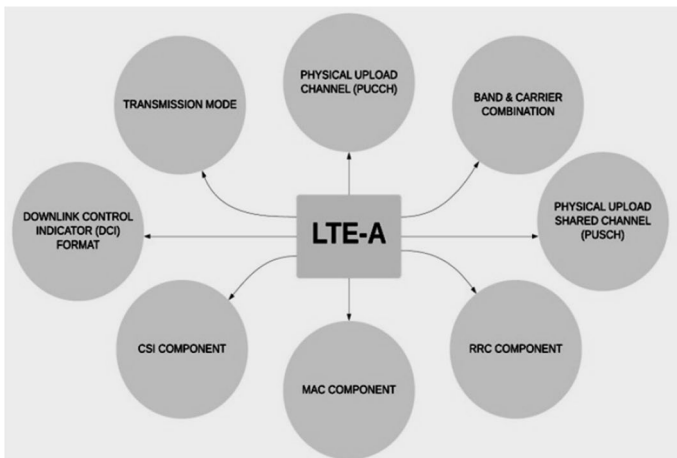 PHYSICAL UPLOAD
CHANNEL (PUCCH)
TRANSMISSION MODE
BAND & CARRIER
COMBINATION
DOWNLINK CONTROL
INDICATOR (DCI)
FORMAT
LTE-A
PHYSICAL UPLOAD
SHARED CHANNEL
(PUSCH)
CSI COMPONENT
MAC COMPONENT
RRC COMPONENT